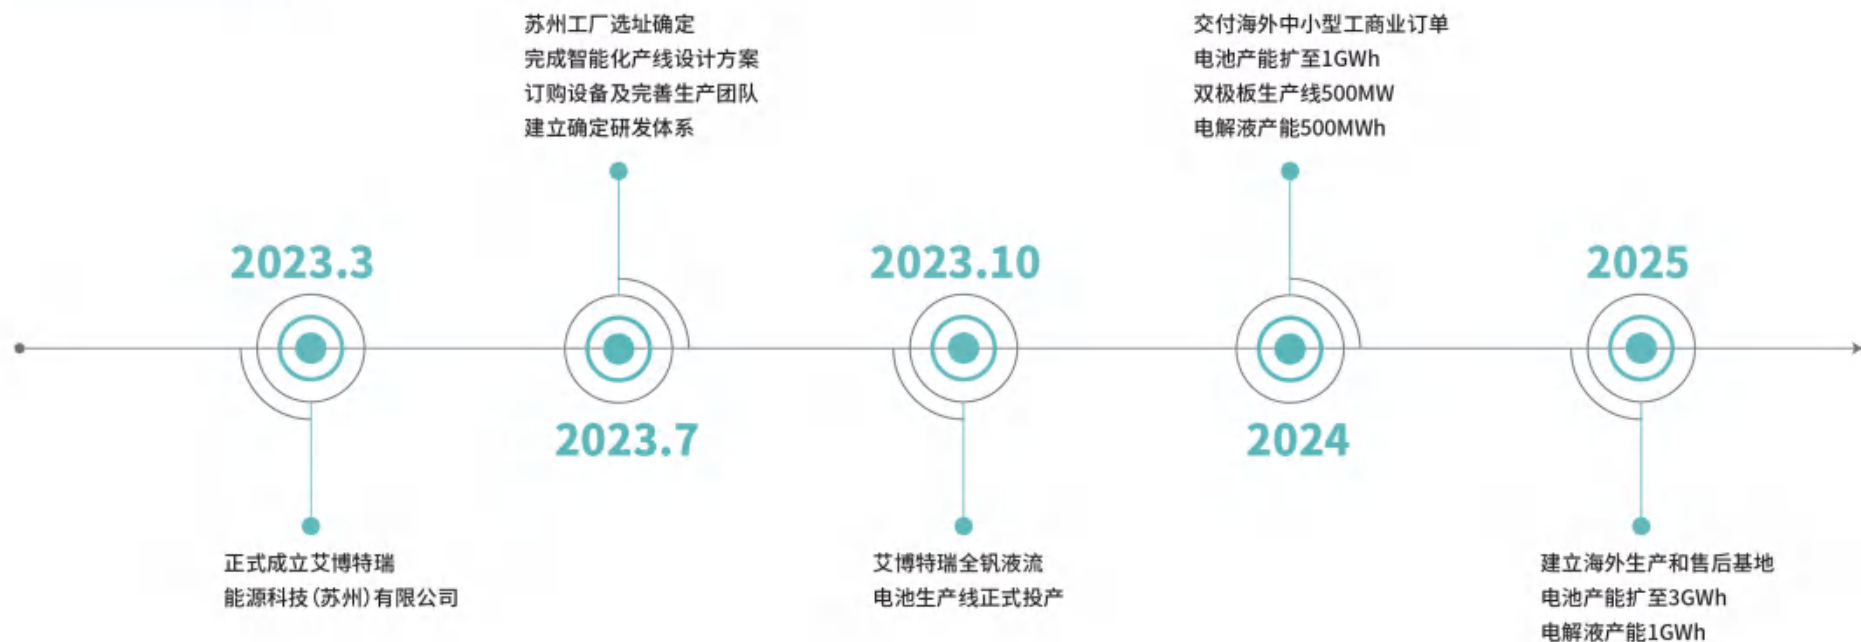 2023.3
正式成立艾博特瑞
能源科技(苏州)有限公司
苏州工厂选址确定
完成智能化产线设计方案
订购设备及完善生产团队
建立确定研发体系
2023.7
2023.10
艾博特瑞全钒液流
电池生产线正式投产
交付海外中小型工商业订单
电池产能扩至1GWh
双极板生产线500MW
电解液产能500MWh
2024
2025
建立海外生产和售后基地
电池产能扩至3GWh
电解液产能1GWh